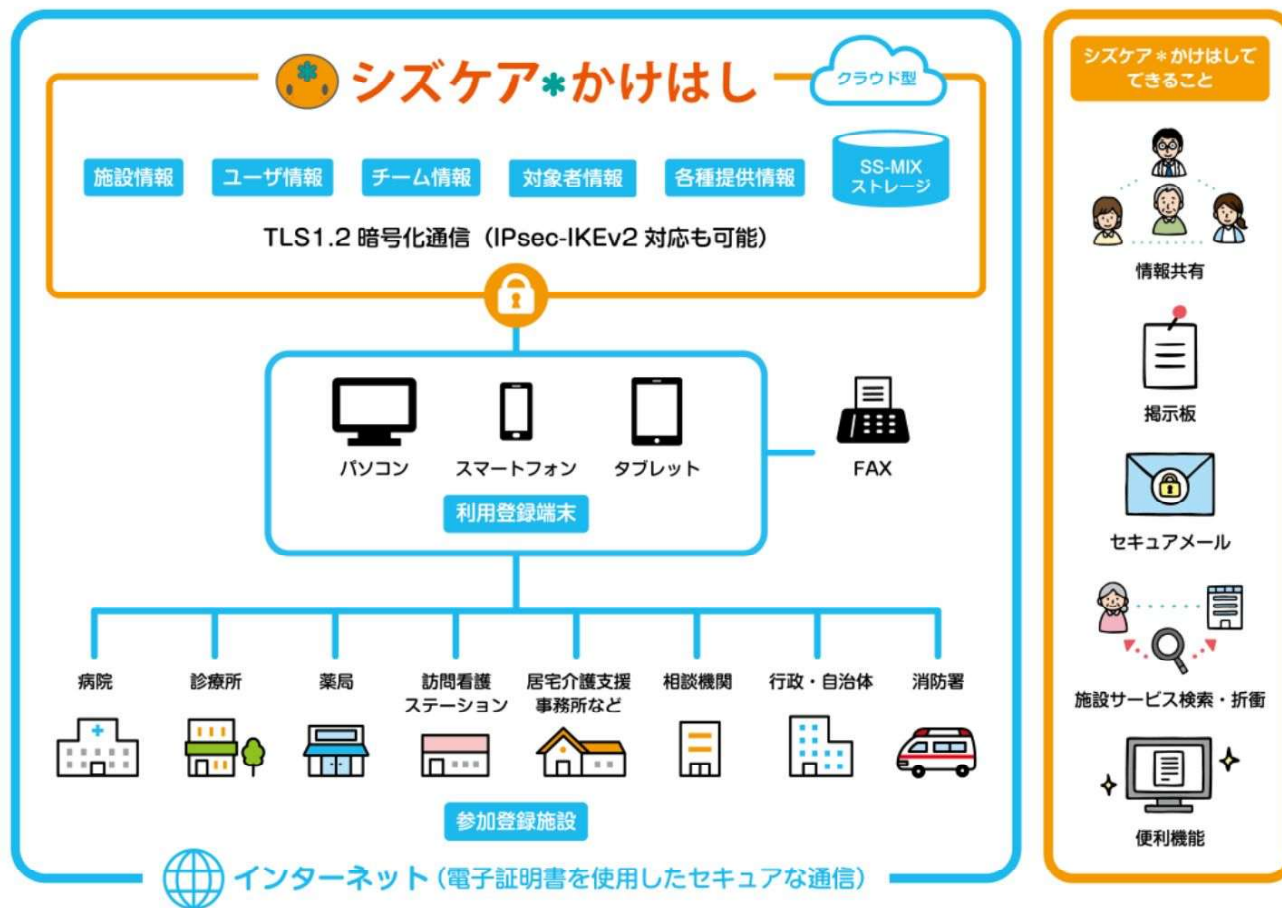 シズケア*かけはし
クラウド型
施設情報
ユーザ情報
チーム情報
対象者情報
各種提供情報
SS-MIX
ストレージ
TLS1.2 暗号化通信（IPsec-IKEv2 対応も可能）
パソコン
スマートフォン
タブレット
FAX
利用登録端末
病院
診療所
薬局
訪問看護
ステーション
居宅介護支援
事務所など
相談機関
行政・自治体
消防署
参加登録施設
インターネット（電子証明書を使用したセキュアな通信）
シズケア*かけはしで
できること
情報共有
掲示板
セキュアメール
施設サービス検索・折衝
便利機能